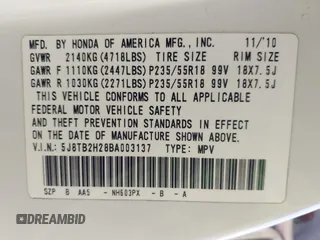 MFD. BY HONDA OF AMERICA MFG., INC. 11/'10
GVWR 2140KG(4718LBS) TIRE SIZE RIM SIZE
GAWR F 1110KG(2447LBS)P235/55R18 99V 18X7.5J
GAWR R 1030KG(2271LBS)P235/55R18 99V 18X7.5J
THIS VEHICLE CONFORMS TO ALL APPLICABLE
FEDERAL MOTOR VEHICLE SAFETY AND THEFT
PREVENTION STANDARDS IN EFFECT ON THE DATE
OF MANUFACTURE SHOWN ABOVE.
V.I.N.: 5J8TB2H28BA003137 TYPE: MPV
SZP B AA5 - NH603PX - B - A
DREAMBID